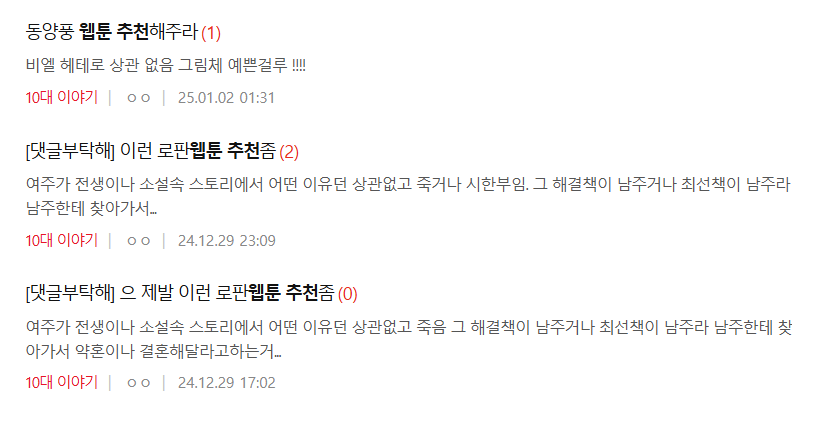 동양풍 웹툰 추천해주라 (1)
비엘 헤테로 상관 없음 그림체 예쁜걸루 !!!!
10대 이야기 | ㅇㅇ | 25.01.02 01:31
[댓글부탁해] 이런 로판웹툰 추천좀 (2)
여주가 전생이나 소설속 스토리에서 어떤 이유던 상관없고 죽거나 시한부임. 그 해결책이 남주거나 최선책이 남주라
남주한테 찾아가서...
10대 이야기 | ㅇㅇ | 24.12.29 23:09
[댓글부탁해] 으 제발 이런 로판웹툰 추천좀 (0)
여주가 전생이나 소설속 스토리에서 어떤 이유던 상관없고 죽음 그 해결책이 남주거나 최선책이 남주라 남주한테 찾
아가서 약혼이나 결혼해달라고하는거...
10대 이야기 | ㅇㅇ | 24.12.29 17:02